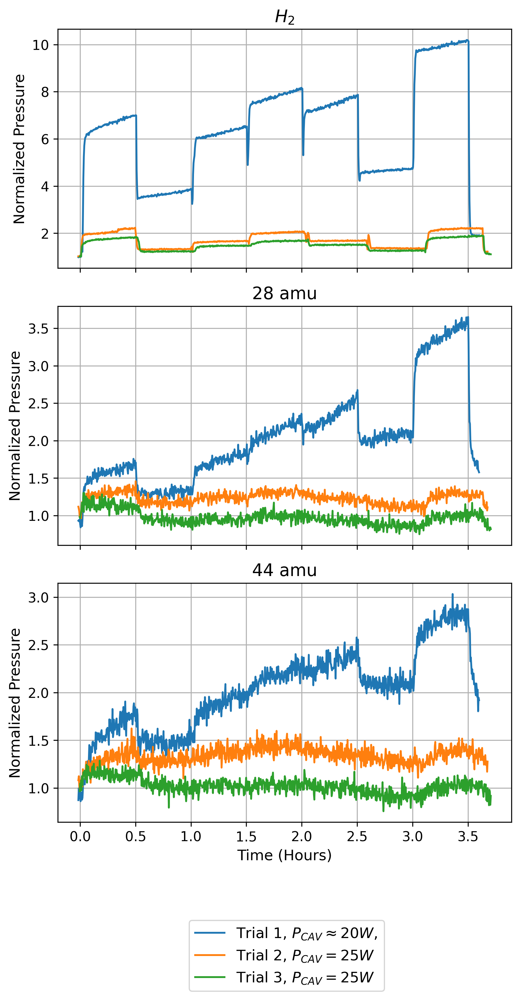 H₂
Normalized Pressure
10
8
6
4
2
28 amu
Normalized Pressure
3.5
3.0
2.5
2.0
1.5
1.0
44 amu
Normalized Pressure
3.0
2.5
2.0
1.5
1.0
0.0 0.5 1.0 1.5 2.0 2.5 3.0 3.5
Time (Hours)
Trial 1, P_CAV ≈ 20W,
Trial 2, P_CAV = 25W
Trial 3, P_CAV = 25W